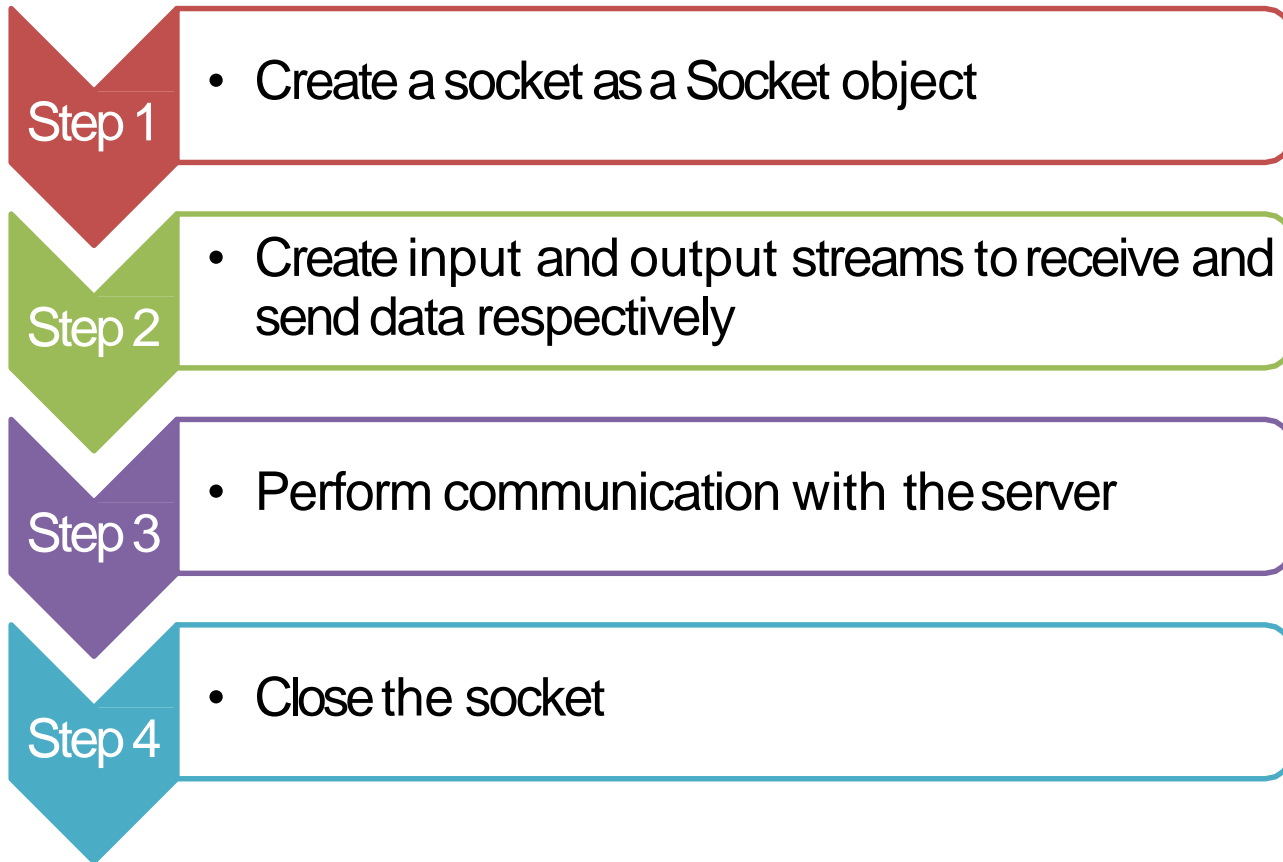 Step 1
• Create a socket as a Socket object
Step 2
• Create input and output streams to receive and
send data respectively
Step 3
• Perform communication with the server
Step 4
• Close the socket